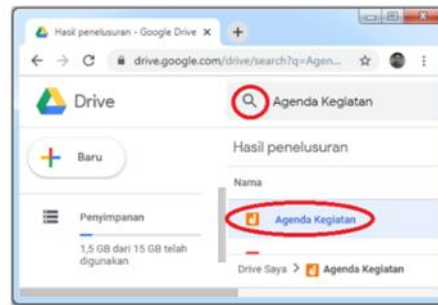 Hasil penelusuran - Google Drive
drive.google.com/drive/search?q=Agen...
Drive
Agenda Kegiatan
Baru
Hasil penelusuran
Nama
Penyimpanan
Agenda Kegiatan
1,5 GB dari 15 GB telah
digunakan
Drive Saya > Agenda Kegiatan